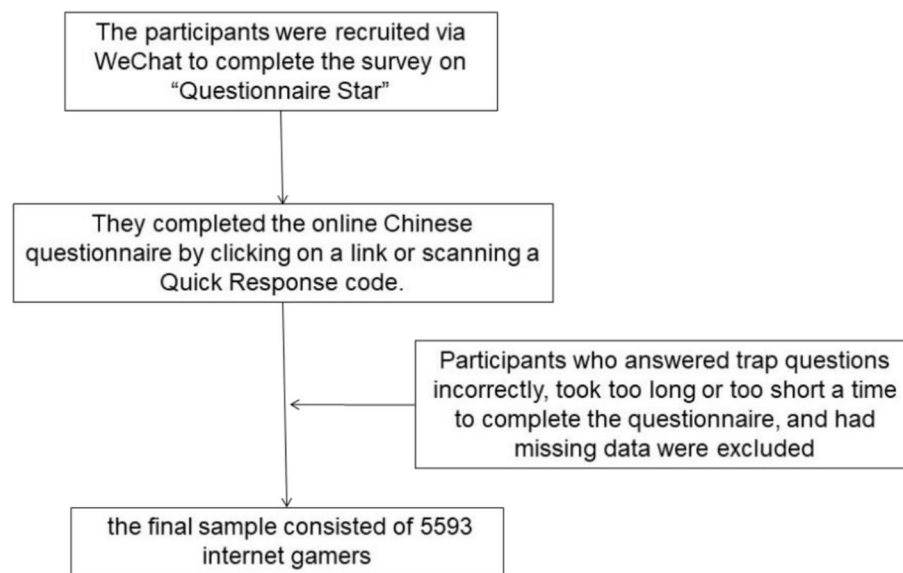 The participants were recruited via
WeChat to complete the survey on
“Questionnaire Star”
They completed the online Chinese
questionnaire by clicking on a link or scanning a
Quick Response code.
Participants who answered trap questions
incorrectly, took too long or too short a time
to complete the questionnaire, and had
missing data were excluded
the final sample consisted of 5593
internet gamers